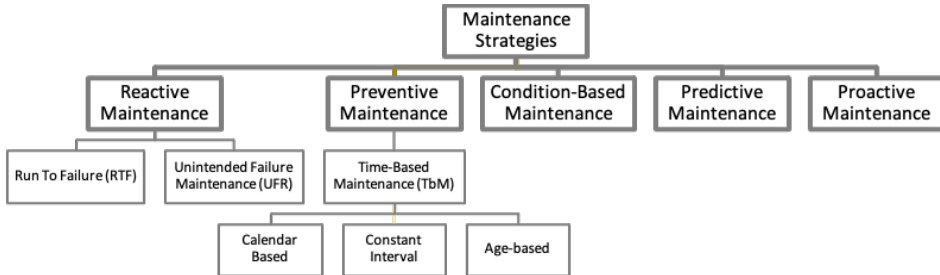 Maintenance
Strategies
Reactive
Maintenance
Preventive
Maintenance
Condition-Based
Maintenance
Predictive
Maintenance
Proactive
Maintenance
Run To Failure (RTF)
Unintended Failure
Maintenance (UFR)
Time-Based
Maintenance (TbM)
Calendar
Based
Constant
Interval
Age-based